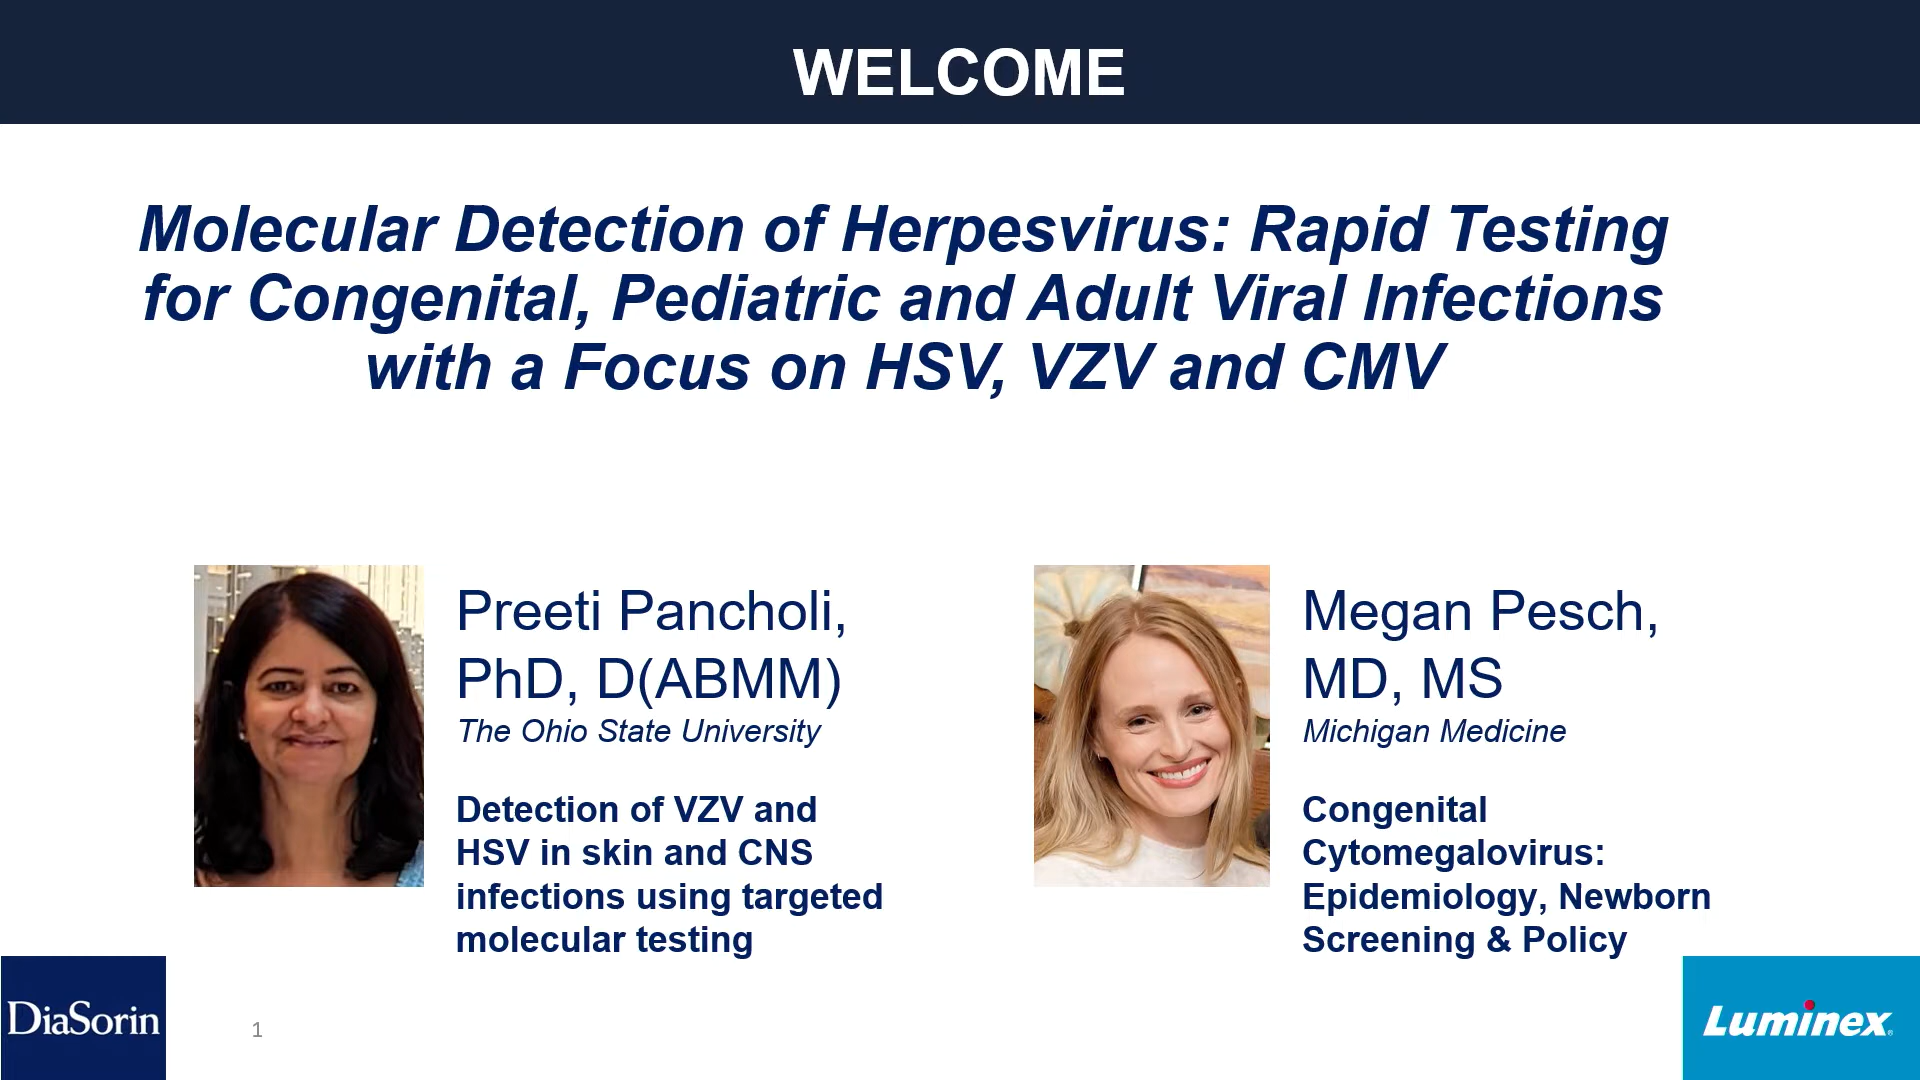 WELCOME
Molecular Detection of Herpesvirus: Rapid Testing
for Congenital, Pediatric and Adult Viral Infections
with a Focus on HSV, VZV and CMV
Preeti Pancholi,
PhD, D(ABMM)
The Ohio State University
Detection of VZV and
HSV in skin and CNS
infections using targeted
molecular testing
Megan Pesch,
MD, MS
Michigan Medicine
Congenital
Cytomegalovirus:
Epidemiology, Newborn
Screening & Policy
DiaSorin
1
Luminex®